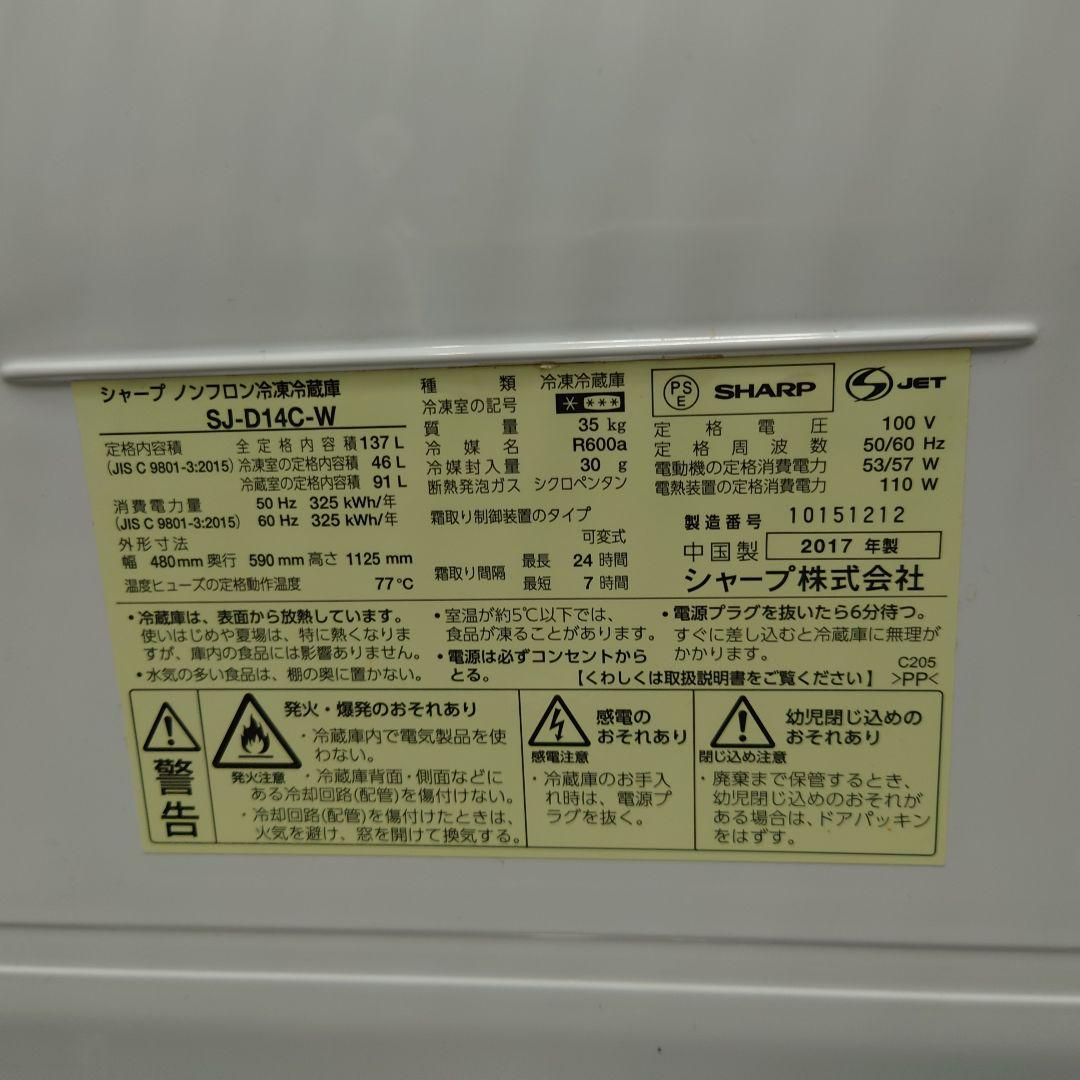 シャープ ノンフロン冷凍冷蔵庫
SJ-D14C-W
定格内容積 全定格内容積 137 L
(JIS C 9801-3:2015) 冷凍室の定格内容積 46 L
冷蔵室の定格内容積 91 L
消費電力量 50 Hz 325 kWh/年
(JIS C 9801-3:2015) 60 Hz 325 kWh/年
外形寸法
幅 480mm 奥行 590mm 高さ 1125 mm
温度ヒューズの定格動作温度 77℃
種類 冷凍冷蔵庫
冷凍室の記号 * ***
質量 35 kg
冷媒名 R600a
冷媒封入量 30 g
断熱発泡ガス シクロペンタン
霜取り制御装置のタイプ
可変式
霜取り間隔 最長 24 時間
最短 7 時間
PS E SHARP S JET
定格電圧 100 V
定格周波数 50/60 Hz
電動機の定格消費電力 53/57 W
電熱装置の定格消費電力 110 W
製造番号 10151212
中国製 2017 年製
シャープ株式会社
・冷蔵庫は、表面から放熱しています。
使いはじめや夏場は、特に熱くなりま
すが、庫内の食品には影響ありません。
・水気の多い食品は、棚の奥に置かない。
・室温が約5℃以下では、
食品が凍ることがあります。
・電源は必ずコンセントから
とる。
・電源プラグを抜いたら6分待つ。
すぐに差し込むと冷蔵庫に無理が
かかります。
C205
【くわしくは取扱説明書をご覧ください】 >PP<
警告
発火・爆発のおそれあり
発火注意
・冷蔵庫内で電気製品を使
わない。
・冷蔵庫背面・側面などに
ある冷却回路(配管)を傷付けない。
・冷却回路(配管)を傷付けたときは、
火気を避け、窓を開けて換気する。
感電の
おそれあり
感電注意
・冷蔵庫のお手入
れ時は、電源プ
ラグを抜く。
幼児閉じ込めの
おそれあり
閉じ込め注意
・廃棄まで保管するとき、
幼児閉じ込めのおそれが
ある場合は、ドアパッキン
をはずす。